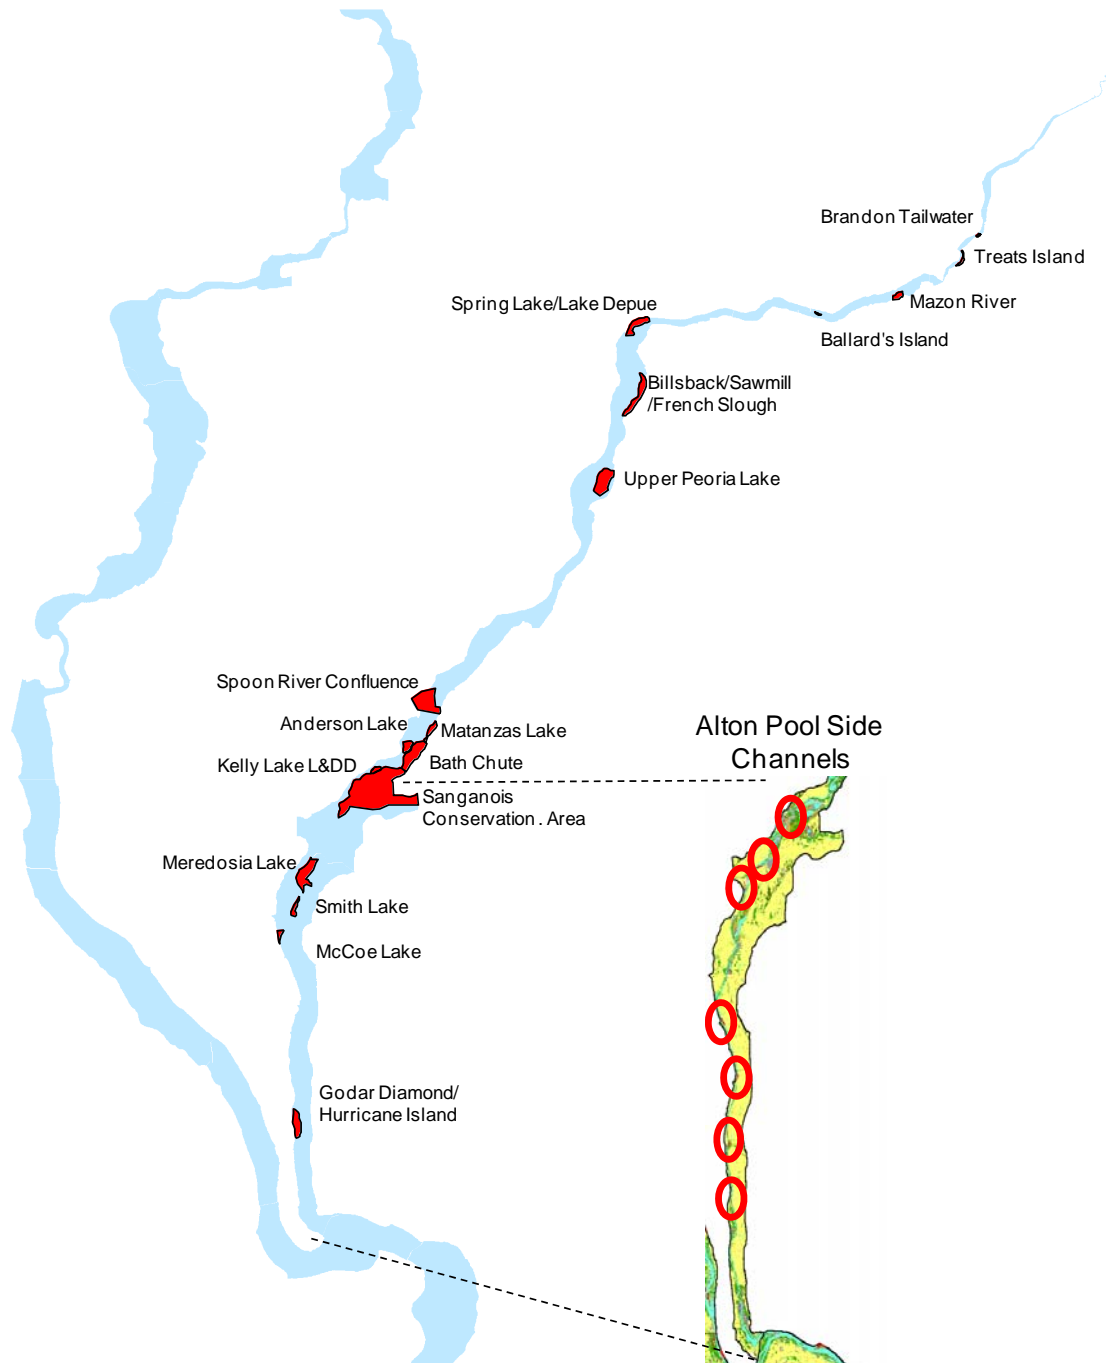 Brandon Tailwater
Treats Island
Spring Lake/Lake Depue
Mazon River
Ballard's Island
Billsback/Sawmill
/French Slough
Upper Peoria Lake
Spoon River Confluence
Anderson Lake
Matanzas Lake
Alton Pool Side
Channels
Kelly Lake L&DD
Bath Chute
Sanganois
Conservation . Area
Meredosia Lake
Smith Lake
McCoe Lake
Godar Diamond/
Hurricane Island